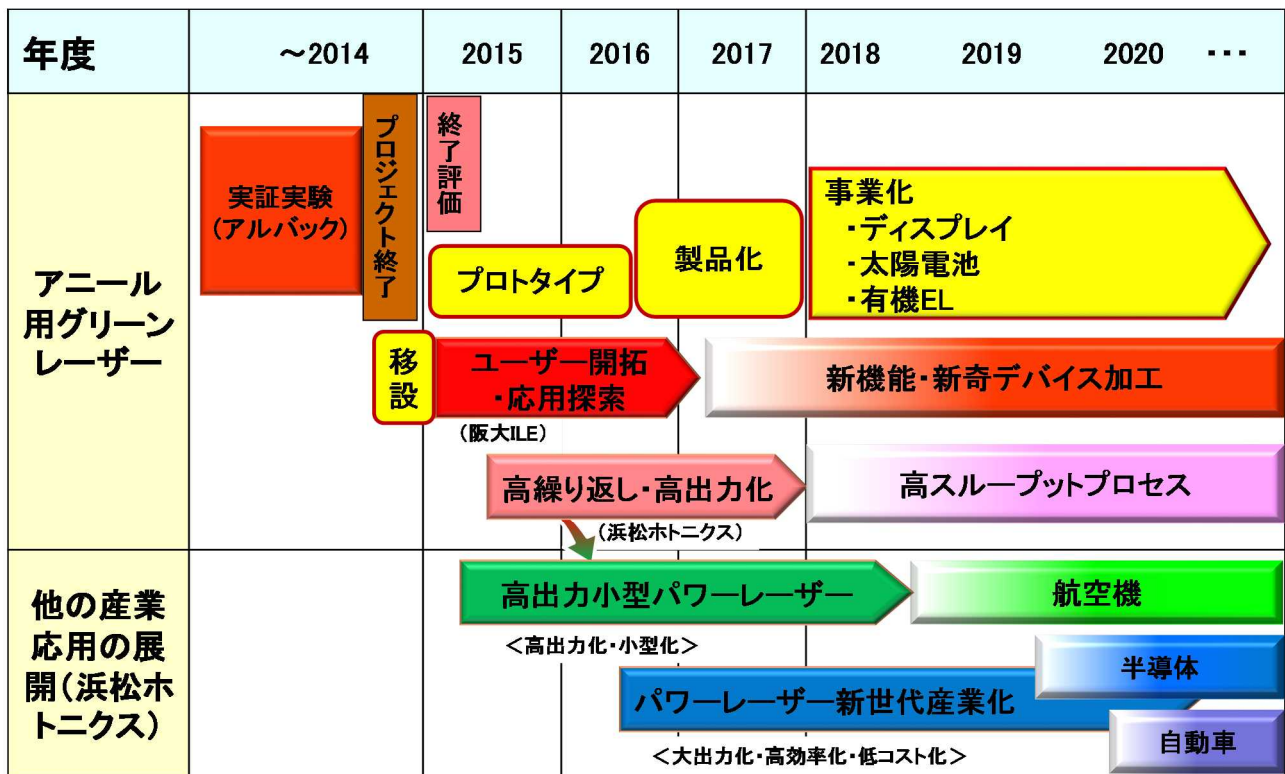 年度
～2014
2015
2016
2017
2018
2019
2020
･･･
アニール
用グリーン
レーザー
実証実験
(アルバック)
プロジェクト終了
終了評価
プロトタイプ
製品化
事業化
・ディスプレイ
・太陽電池
・有機EL
移設
ユーザー開拓
・応用探索
(阪大ILE)
新機能・新奇デバイス加工
高繰り返し・高出力化
(浜松ホトニクス)
高スループットプロセス
他の産業
応用の展
開(浜松ホ
トニクス)
高出力小型パワーレーザー
＜高出力化・小型化＞
航空機
半導体
パワーレーザー新世代産業化
＜大出力化・高効率化・低コスト化＞
自動車